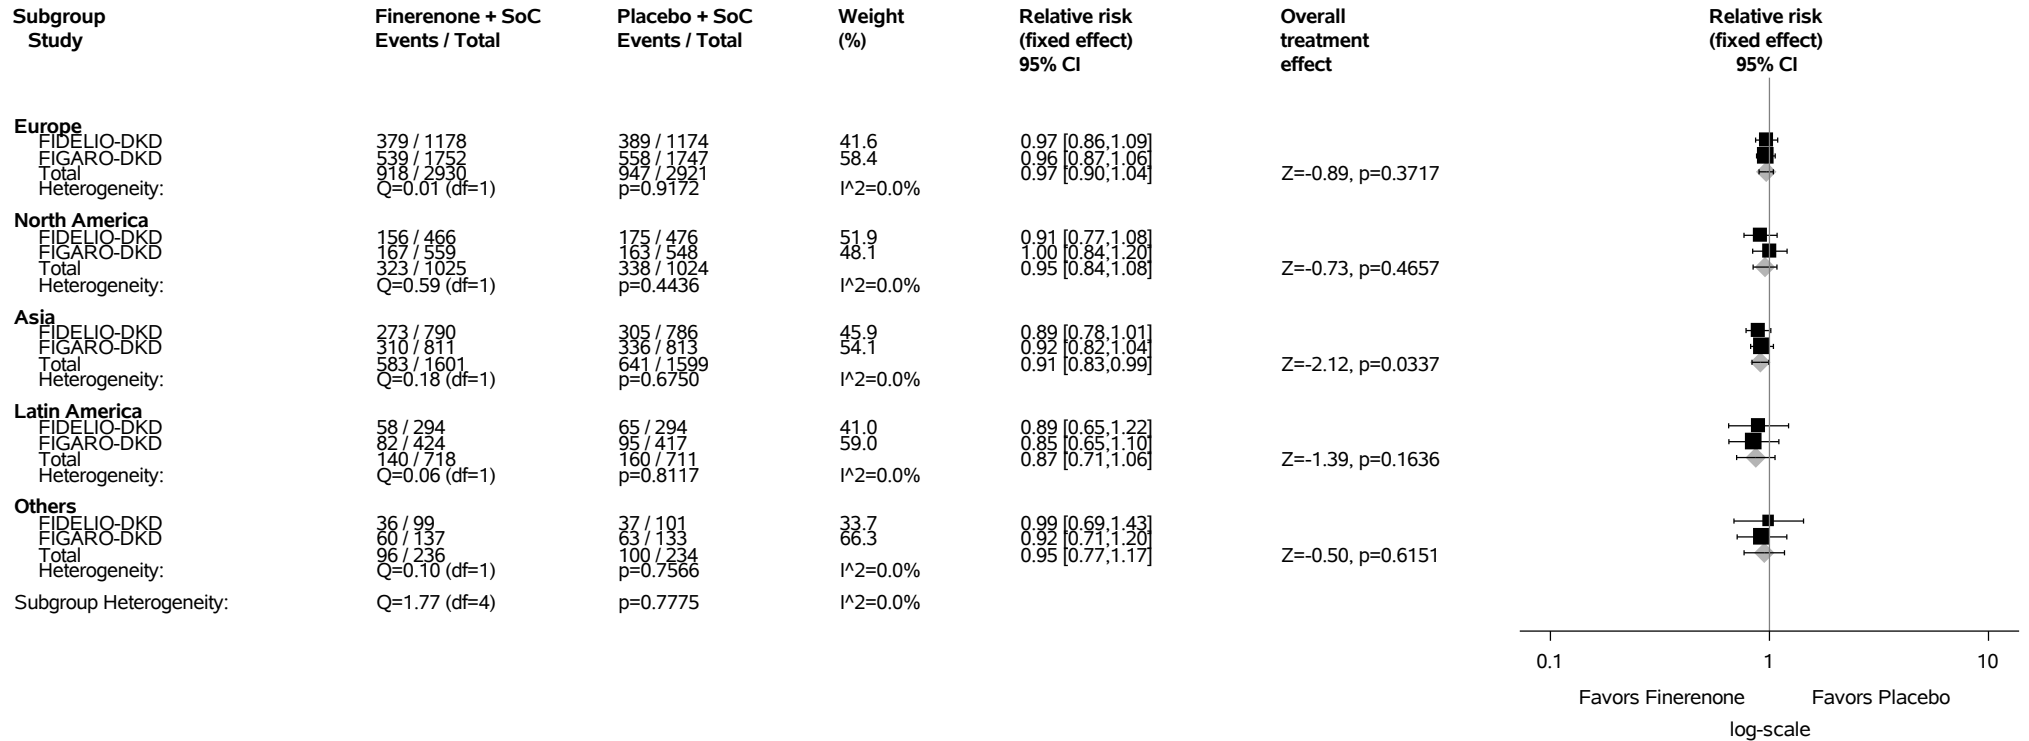 Subgroup Finerenone + SoC Placebo + SoC Weight Relative risk Overall Relative risk
Study Events / Total Events / Total (%) (fixed effect) treatment (fixed effect)
95% CI effect 95% CI
Europe
FIDELIO-DKD 379 / 1178 389 / 1174 41.6 0.97 [0.86,1.09]
FIGARO-DKD 539 / 1752 558 / 1747 58.4 0.96 [0.87,1.06]
Total 918 / 2930 947 / 2921 0.97 [0.90,1.04] Z=-0.89, p=0.3717
Heterogeneity: Q=0.01 (df=1) p=0.9172 I^2=0.0%
North America
FIDELIO-DKD 156 / 466 175 / 476 51.9 0.91 [0.77,1.08]
FIGARO-DKD 167 / 559 163 / 548 48.1 1.00 [0.84,1.20]
Total 323 / 1025 338 / 1024 0.95 [0.84,1.08] Z=-0.73, p=0.4657
Heterogeneity: Q=0.59 (df=1) p=0.4436 I^2=0.0%
Asia
FIDELIO-DKD 273 / 790 305 / 786 45.9 0.89 [0.78,1.01]
FIGARO-DKD 310 / 811 336 / 813 54.1 0.92 [0.82,1.04]
Total 583 / 1601 641 / 1599 0.91 [0.83,0.99] Z=-2.12, p=0.0337
Heterogeneity: Q=0.18 (df=1) p=0.6750 I^2=0.0%
Latin America
FIDELIO-DKD 58 / 294 65 / 294 41.0 0.89 [0.65,1.22]
FIGARO-DKD 82 / 424 95 / 417 59.0 0.85 [0.65,1.10]
Total 140 / 718 160 / 711 0.87 [0.71,1.06] Z=-1.39, p=0.1636
Heterogeneity: Q=0.06 (df=1) p=0.8117 I^2=0.0%
Others
FIDELIO-DKD 36 / 99 37 / 101 33.7 0.99 [0.69,1.43]
FIGARO-DKD 60 / 137 63 / 133 66.3 0.92 [0.71,1.20]
Total 96 / 236 100 / 234 0.95 [0.77,1.17] Z=-0.50, p=0.6151
Heterogeneity: Q=0.10 (df=1) p=0.7566 I^2=0.0%
Subgroup Heterogeneity: Q=1.77 (df=4) p=0.7775 I^2=0.0%
0.1 1 10
Favors Finerenone Favors Placebo
log-scale